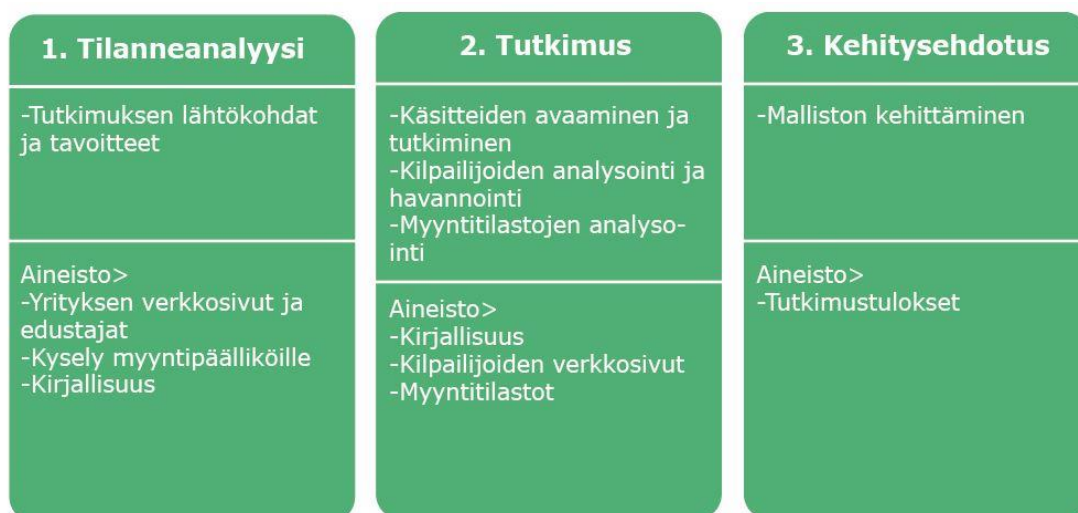 1. Tilanneanalyysi
-Tutkimuksen lähtökohdat
ja tavoitteet
Aineisto>
-Yrityksen verkkosivut ja
edustajat
-Kysely myyntipäälliköille
-Kirjallisuus
2. Tutkimus
-Käsitteiden avaaminen ja
tutkiminen
-Kilpailijoiden analysointi ja
havannointi
-Myyntitilastojen analyso-
inti
Aineisto>
-Kirjallisuus
-Kilpailijoiden verkkosivut
-Myyntitilastot
3. Kehitysehdotus
-Malliston kehittäminen
Aineisto>
-Tutkimustulokset